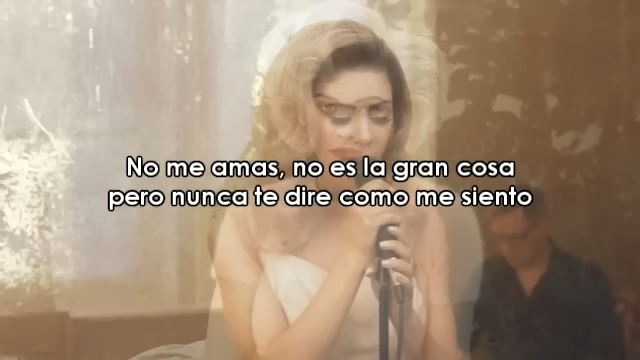 No me amas, no es la gran cosa
pero nunca te dire como me siento